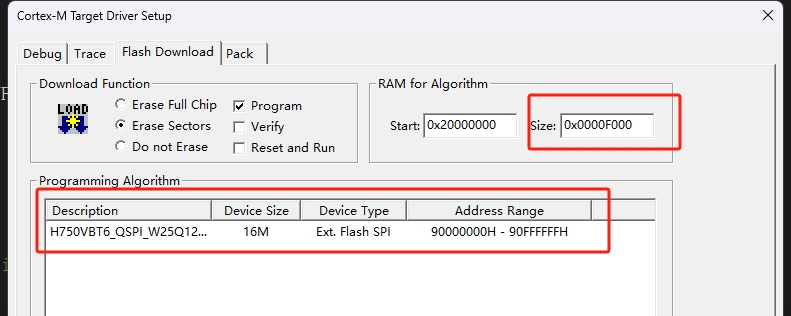 Cortex-M Target Driver Setup
Debug Trace Flash Download Pack
Download Function
LOAD
Erase Full Chip Program
Erase Sectors Verify
Do not Erase Reset and Run
RAM for Algorithm
Start: 0x20000000 Size: 0x0000F000
Programming Algorithm
Description Device Size Device Type Address Range
H750VBT6_QSPI_W25Q12... 16M Ext. Flash SPI 90000000H - 90FFFFFFH